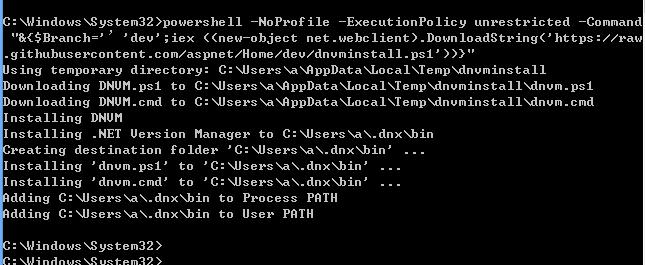 C:\Windows\System32>powershell -NoProfile -ExecutionPolicy unrestricted -Command
"&{$Branch='' 'dev';iex ((new-object net.webclient).DownloadString('https://raw
.githubusercontent.com/aspnet/Home/dev/dnvminstall.ps1'))}"
Using temporary directory: C:\Users\a\AppData\Local\Temp\dnvminstall
Downloading DNVM.ps1 to C:\Users\a\AppData\Local\Temp\dnvminstall\dnvm.ps1
Downloading DNVM.cmd to C:\Users\a\AppData\Local\Temp\dnvminstall\dnvm.cmd
Installing DNVM
Installing .NET Version Manager to C:\Users\a\.dnx\bin
Creating destination folder 'C:\Users\a\.dnx\bin' ...
Installing 'dnvm.ps1' to 'C:\Users\a\.dnx\bin' ...
Installing 'dnvm.cmd' to 'C:\Users\a\.dnx\bin' ...
Adding C:\Users\a\.dnx\bin to Process PATH
Adding C:\Users\a\.dnx\bin to User PATH
C:\Windows\System32>
C:\Windows\System32>